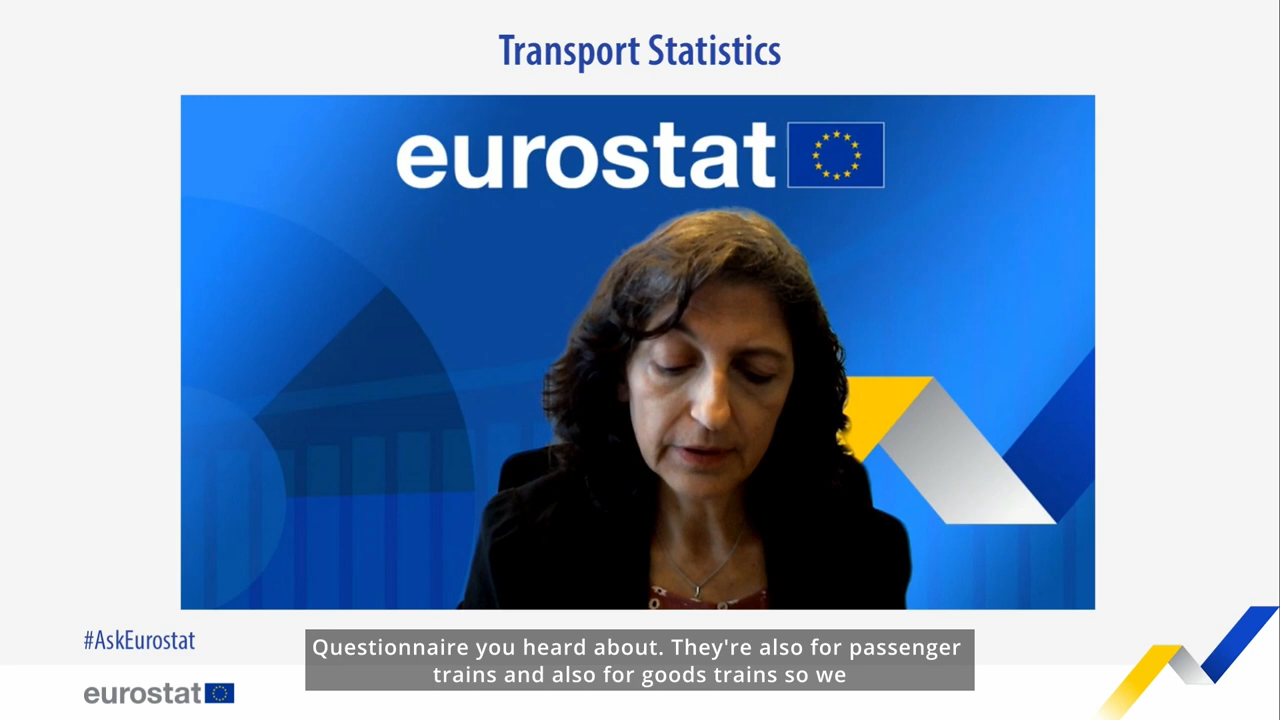 Transport Statistics
eurostat
#AskEurostat
Questionnaire you heard about. They're also for passenger
trains and also for goods trains so we
eurostat